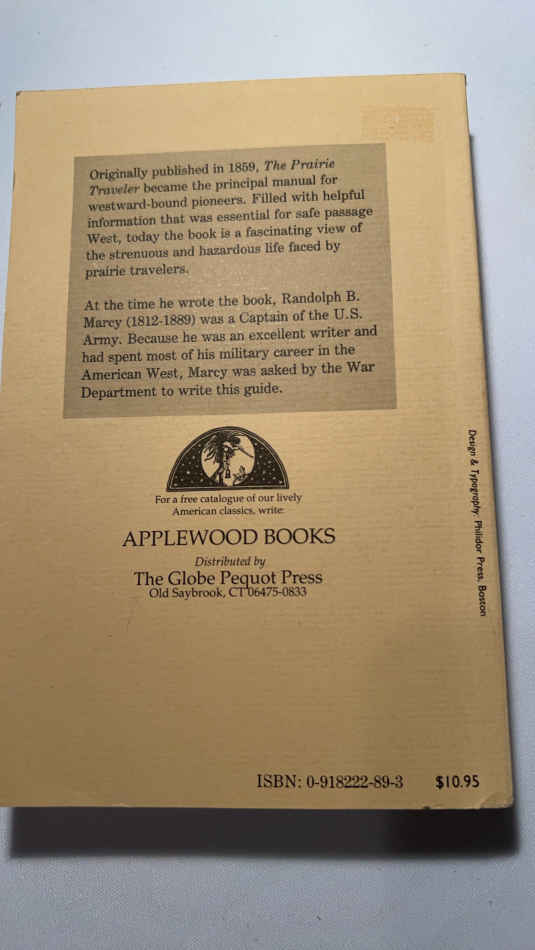 Originally published in 1859, The Prairie
Traveler became the principal manual for
westward-bound pioneers. Filled with helpful
information that was essential for safe passage
West, today the book is a fascinating view of
the strenuous and hazardous life faced by
prairie travelers.
At the time he wrote the book, Randolph B.
Marcy (1812-1889) was a Captain of the U.S.
Army. Because he was an excellent writer and
had spent most of his military career in the
American West, Marcy was asked by the War
Department to write this guide.
For a free catalogue of our lively
American classics, write:
APPLEWOOD BOOKS
Distributed by
The Globe Pequot Press
Old Saybrook, CT 06475-0833
Design & Typography: Philidor Press, Boston
ISBN: 0-918222-89-3 $10.95